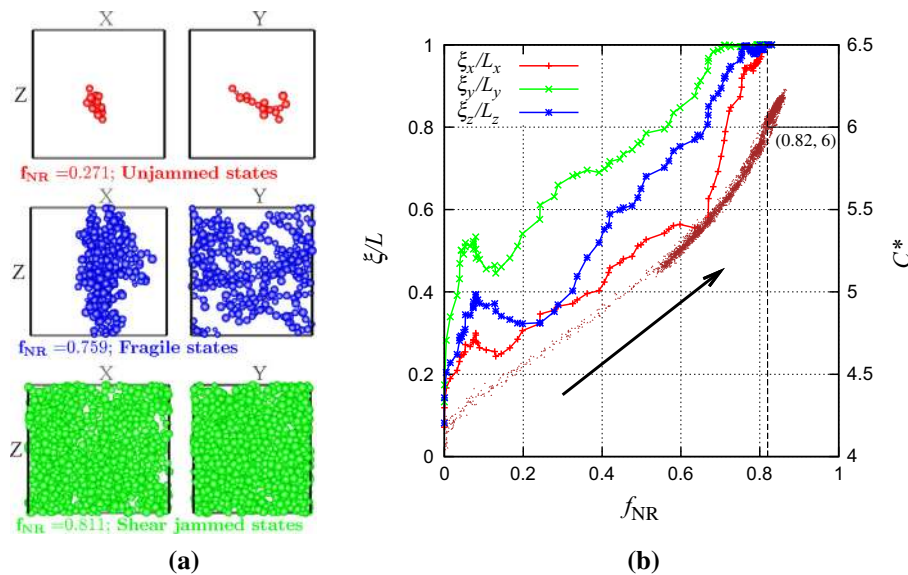 X Y
Z
f_NR =0.271; Unjammed states
X Y
Z
f_NR =0.759; Fragile states
X Y
Z
f_NR =0.811; Shear jammed states
(a)
ξ/L
1
0.8
0.6
0.4
0.2
0
ξ_x/L_x
ξ_y/L_y
ξ_z/L_z
(0.82, 6)
6.5
6
5.5
5
4.5
4
C*
0 0.2 0.4 0.6 0.8 1
f_NR
(b)